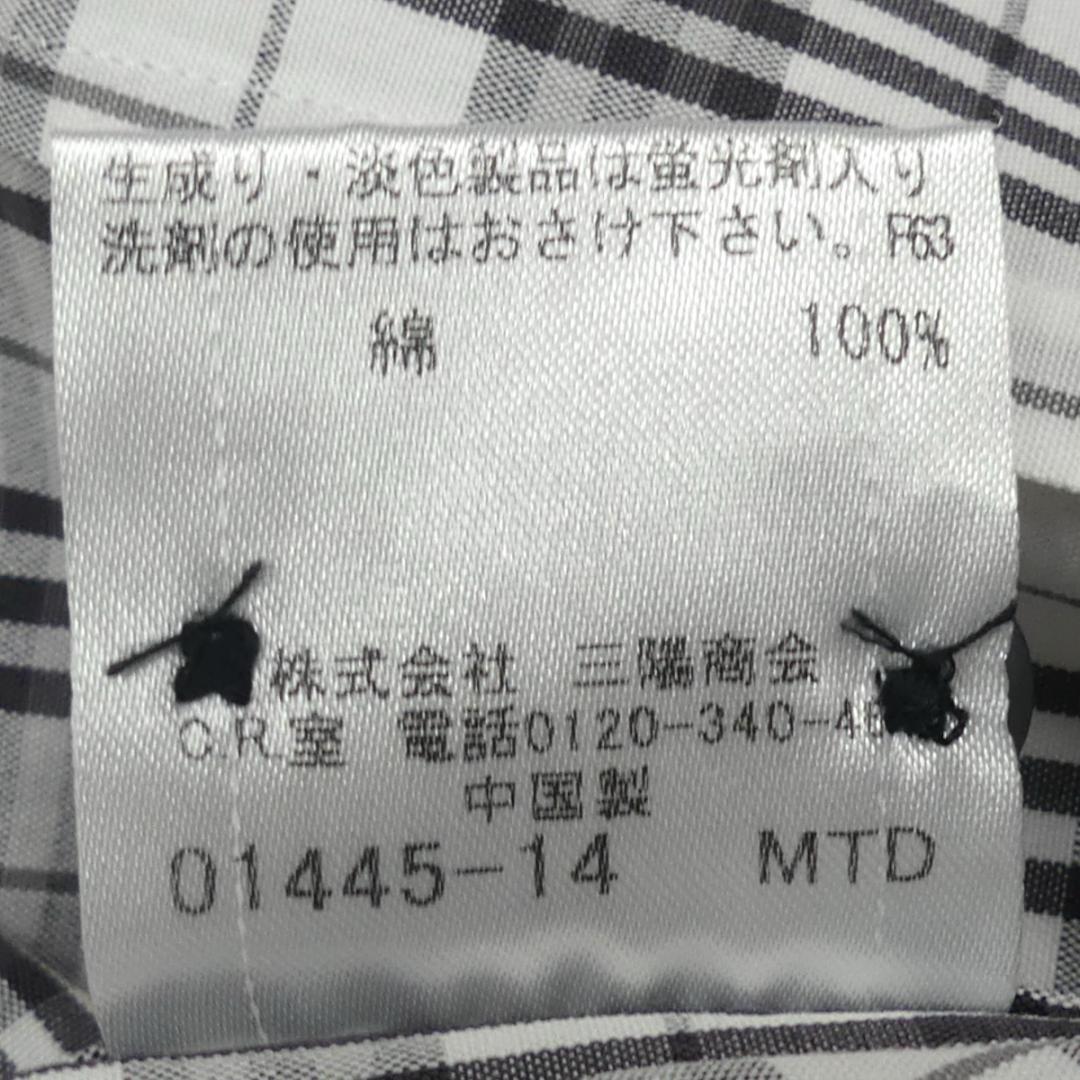 生成り・淡色製品は蛍光剤入り
洗剤の使用はおさけ下さい。P63
綿 100%
株式会社 三陽商会
C.R.室 電話0120-340-4
中国製
01445-14 MTD